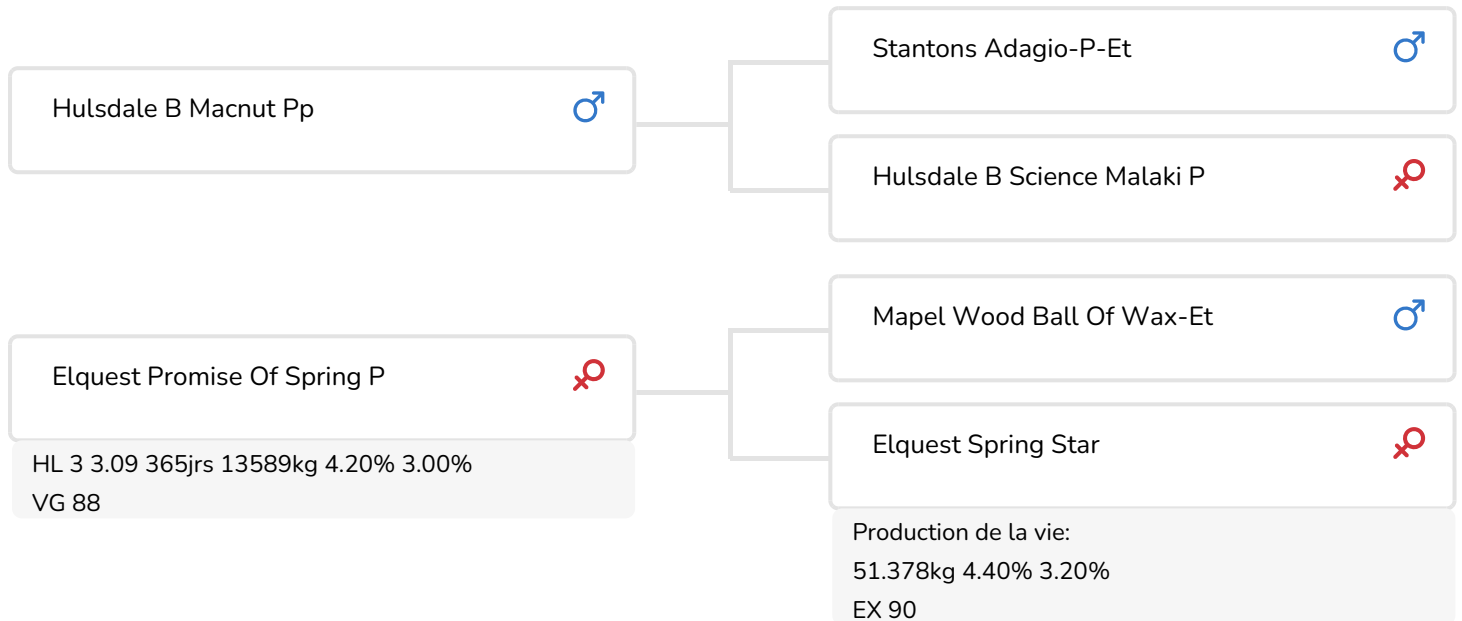 Stantons Adagio-P-Et
Hulsdale B Macnut Pp
Hulsdale B Science Malaki P
Mapel Wood Ball Of Wax-Et
Elquest Promise Of Spring P
HL 3 3.09 365jrs 13589kg 4.20% 3.00%
VG 88
Elquest Spring Star
Production de la vie:
51.378kg 4.40% 3.20%
EX 90